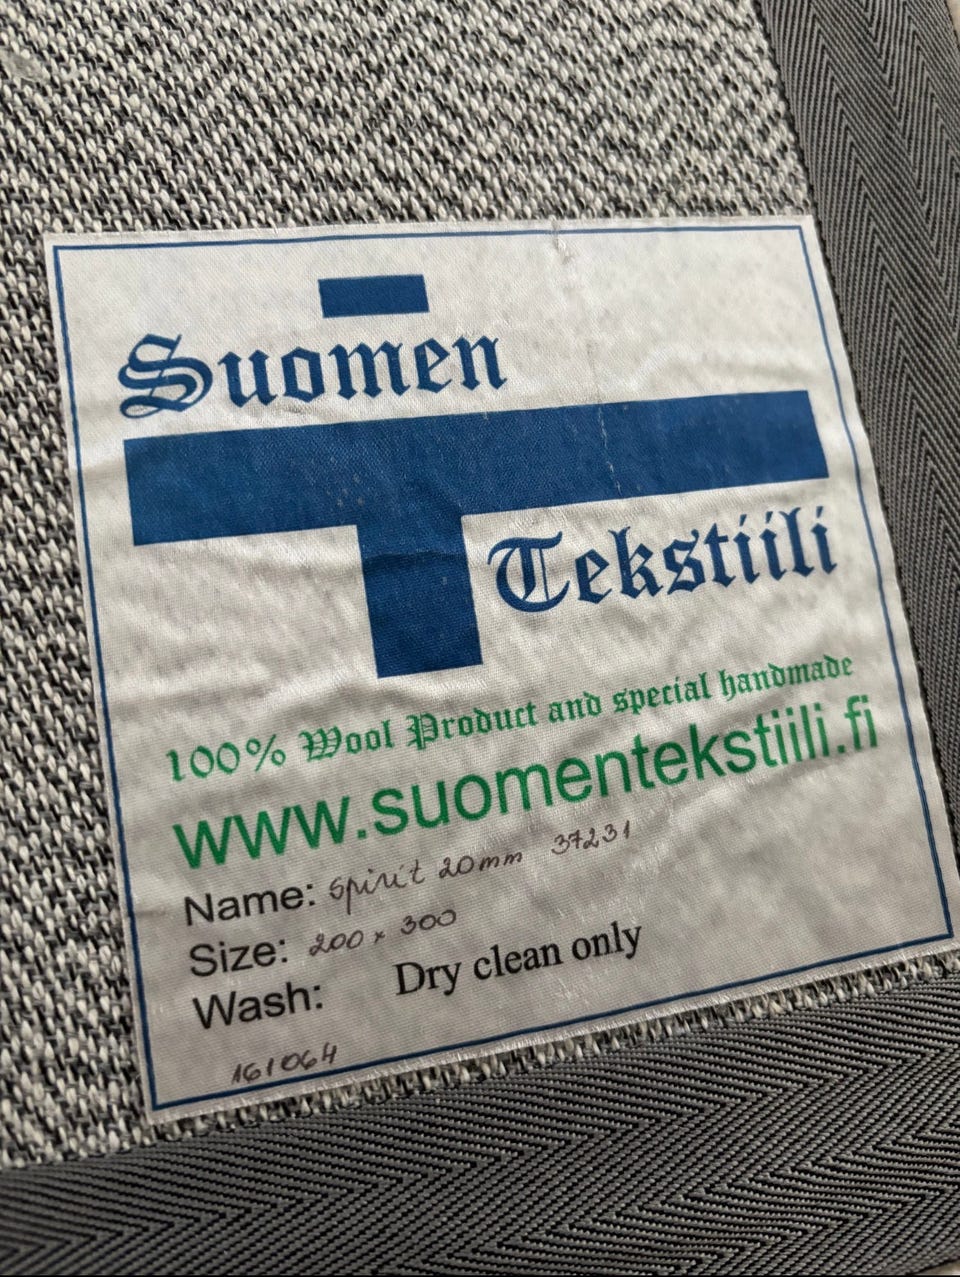 Suomen
Tekstiili
100% Wool Product and special handmade
www.suomentekstiili.fi
Name: Spirit 20mm 37231
Size: 200 x 300
Wash: Dry clean only
161064